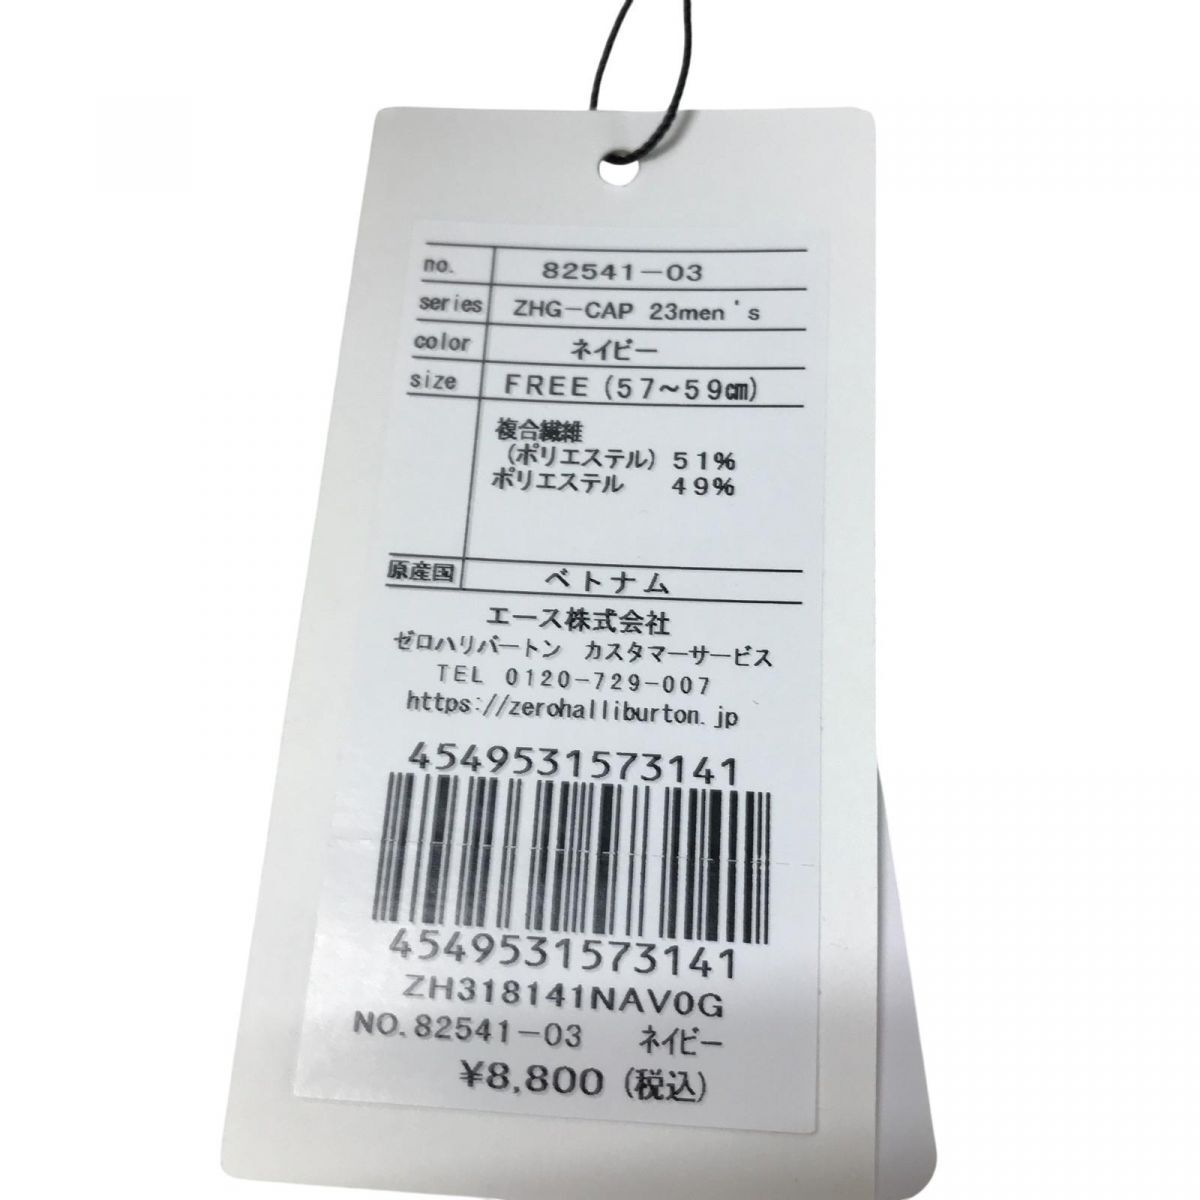 no. 82541-03
series ZHG-CAP 23men's
color ネイビー
size FREE(57~59㎝)
複合繊維
(ポリエステル) 51%
ポリエステル 49%
原産国 ベトナム
エース株式会社
ゼロハリバートン カスタマーサービス
TEL 0120-729-007
https://zerohalliburton.jp
4549531573141
4549531573141
ZH318141NAV0G
NO.82541-03 ネイビー
¥8,800(税込)